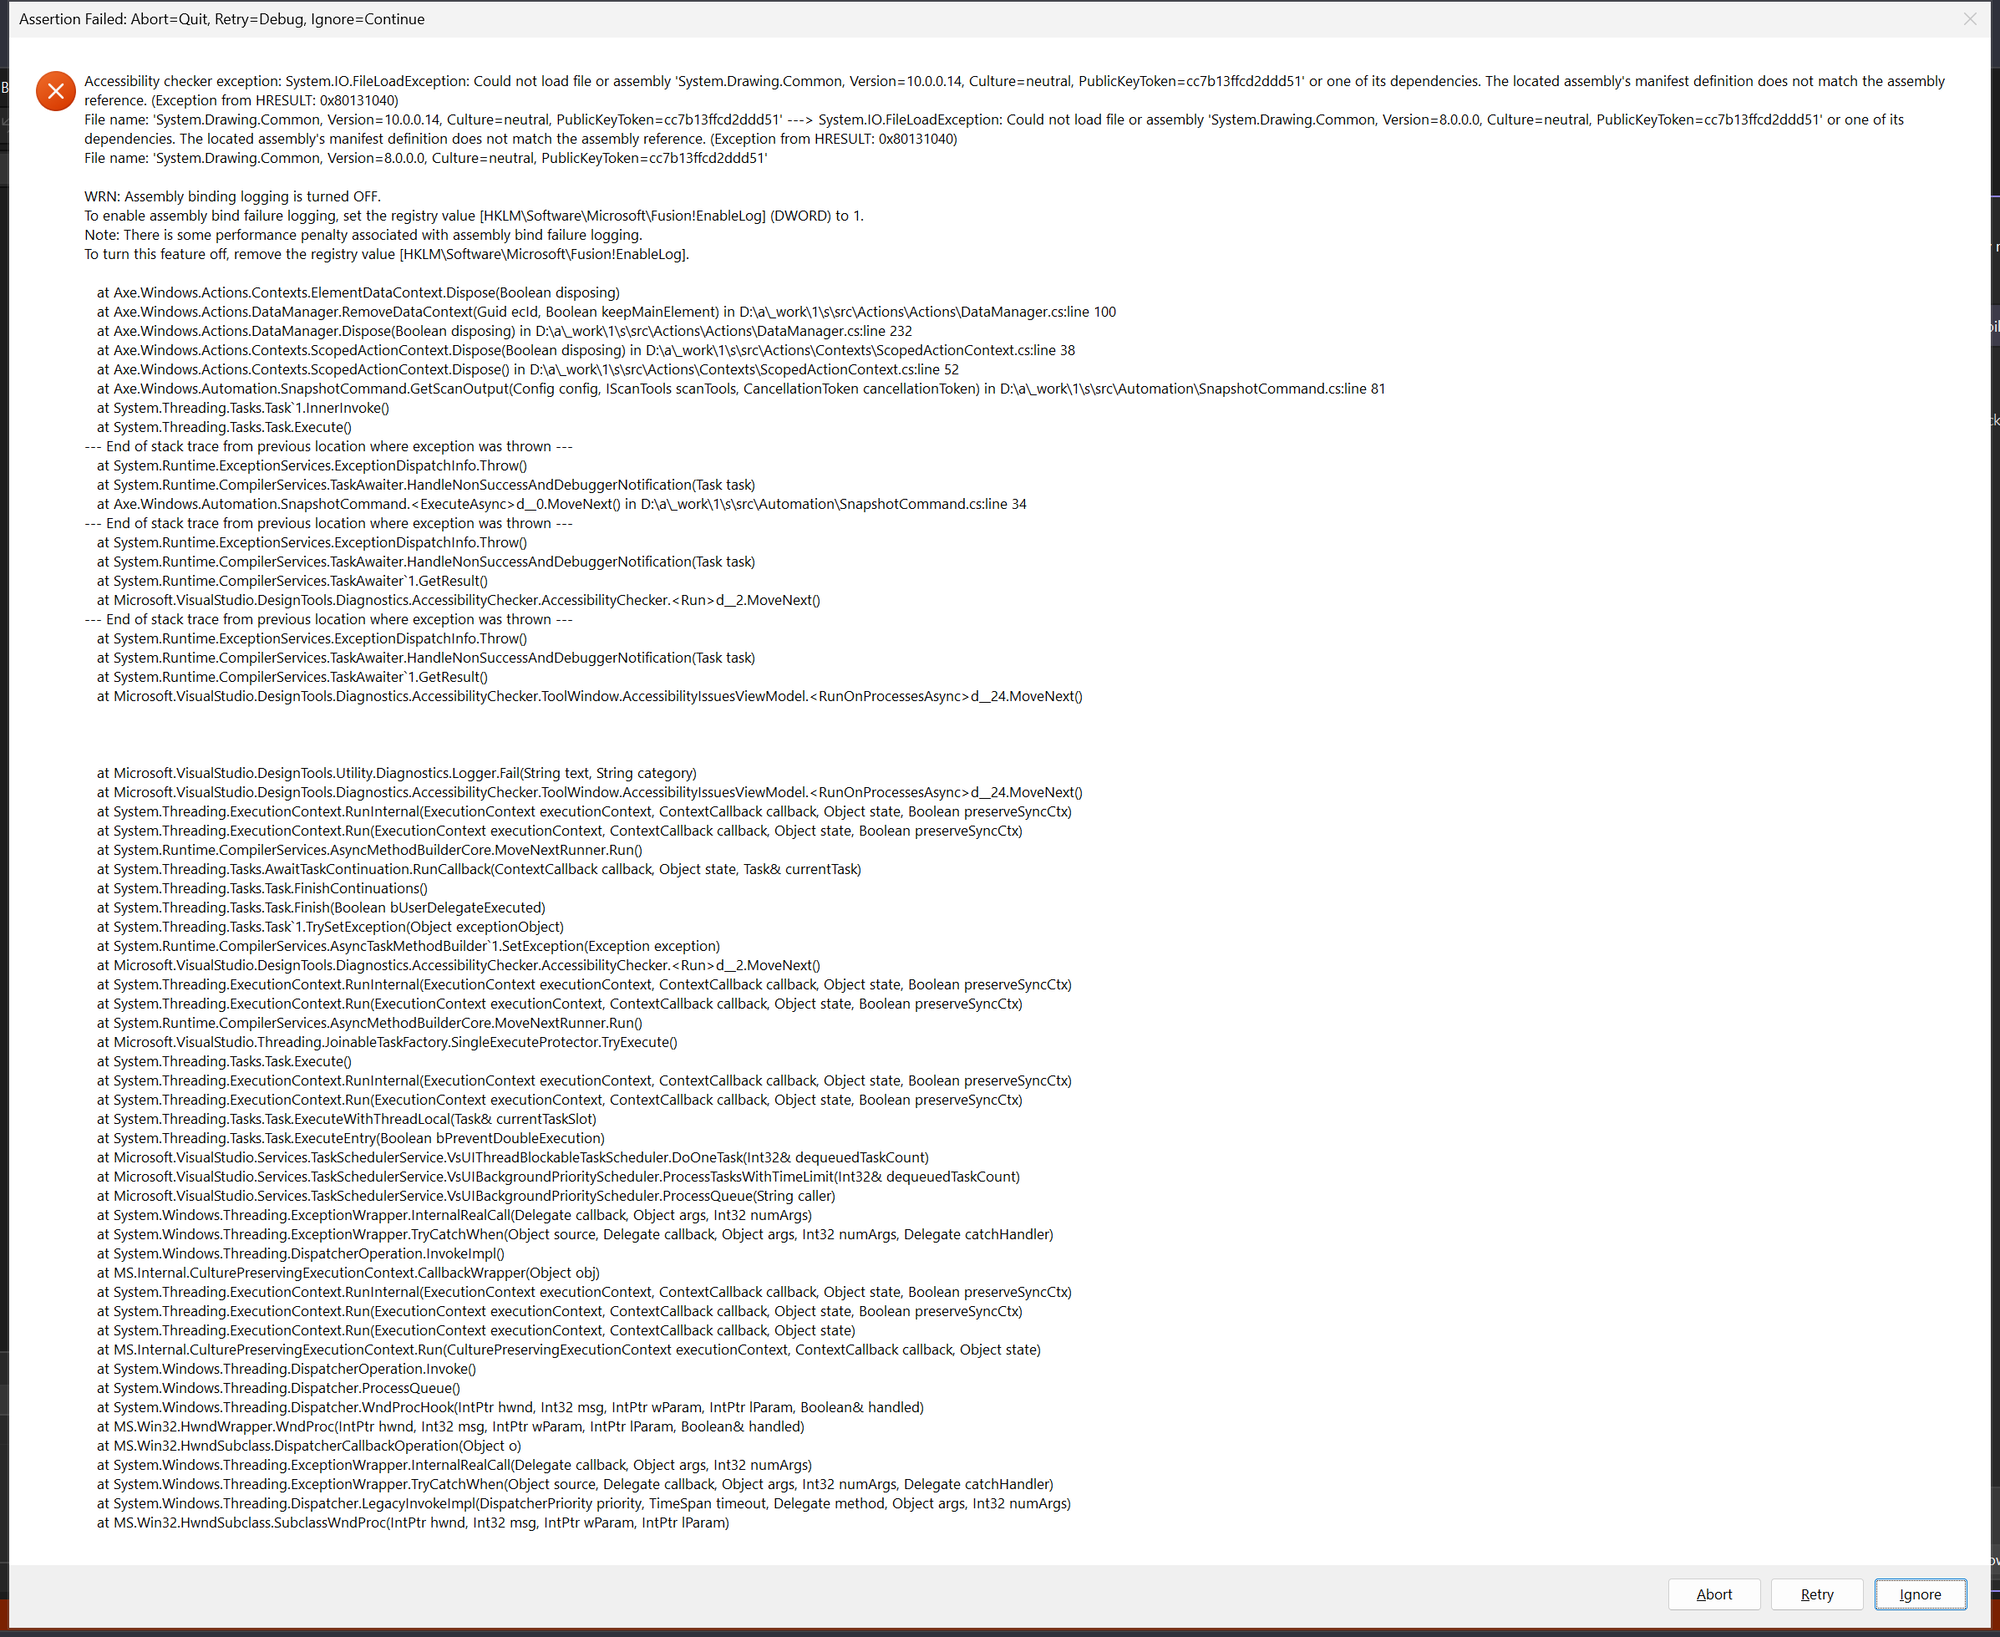 Assertion Failed: Abort=Quit, Retry=Debug, Ignore=Continue
Accessibility checker exception: System.IO.FileLoadException: Could not load file or assembly 'System.Drawing.Common, Version=10.0.0.14, Culture=neutral, PublicKeyToken=cc7b13ffcd2ddd51' or one of its dependencies. The located assembly's manifest definition does not match the assembly
reference. (Exception from HRESULT: 0x80131040)
File name: 'System.Drawing.Common, Version=10.0.0.14, Culture=neutral, PublicKeyToken=cc7b13ffcd2ddd51' ---> System.IO.FileLoadException: Could not load file or assembly 'System.Drawing.Common, Version=8.0.0.0, Culture=neutral, PublicKeyToken=cc7b13ffcd2ddd51' or one of its
dependencies. The located assembly's manifest definition does not match the assembly reference. (Exception from HRESULT: 0x80131040)
File name: 'System.Drawing.Common, Version=8.0.0.0, Culture=neutral, PublicKeyToken=cc7b13ffcd2ddd51'
WRN: Assembly binding logging is turned OFF.
To enable assembly bind failure logging, set the registry value [HKLM\Software\Microsoft\Fusion!EnableLog] (DWORD) to 1.
Note: There is some performance penalty associated with assembly bind failure logging.
To turn this feature off, remove the registry value [HKLM\Software\Microsoft\Fusion!EnableLog].
at Axe.Windows.Actions.Contexts.ElementDataContext.Dispose(Boolean disposing)
at Axe.Windows.Actions.DataManager.RemoveDataContext(Guid ecId, Boolean keepMainElement) in D:\a\_work\1\s\src\Actions\Actions\DataManager.cs:line 100
at Axe.Windows.Actions.DataManager.Dispose(Boolean disposing) in D:\a\_work\1\s\src\Actions\Actions\DataManager.cs:line 232
at Axe.Windows.Actions.Contexts.ScopedActionContext.Dispose(Boolean disposing) in D:\a\_work\1\s\src\Actions\Contexts\ScopedActionContext.cs:line 38
at Axe.Windows.Actions.Contexts.ScopedActionContext.Dispose() in D:\a\_work\1\s\src\Actions\Contexts\ScopedActionContext.cs:line 52
at Axe.Windows.Automation.SnapshotCommand.GetScanOutput(Config config, IScanTools scanTools, CancellationToken cancellationToken) in D:\a\_work\1\s\src\Automation\SnapshotCommand.cs:line 81
at System.Threading.Tasks.Task`1.InnerInvoke()
at System.Threading.Tasks.Task.Execute()
--- End of stack trace from previous location where exception was thrown ---
at System.Runtime.ExceptionServices.ExceptionDispatchInfo.Throw()
at System.Runtime.CompilerServices.TaskAwaiter.HandleNonSuccessAndDebuggerNotification(Task task)
at Axe.Windows.Automation.SnapshotCommand.<ExecuteAsync>d__0.MoveNext() in D:\a\_work\1\s\src\Automation\SnapshotCommand.cs:line 34
--- End of stack trace from previous location where exception was thrown ---
at System.Runtime.ExceptionServices.ExceptionDispatchInfo.Throw()
at System.Runtime.CompilerServices.TaskAwaiter.HandleNonSuccessAndDebuggerNotification(Task task)
at System.Runtime.CompilerServices.TaskAwaiter`1.GetResult()
at Microsoft.VisualStudio.DesignTools.Diagnostics.AccessibilityChecker.AccessibilityChecker.<Run>d__2.MoveNext()
--- End of stack trace from previous location where exception was thrown ---
at System.Runtime.ExceptionServices.ExceptionDispatchInfo.Throw()
at System.Runtime.CompilerServices.TaskAwaiter.HandleNonSuccessAndDebuggerNotification(Task task)
at System.Runtime.CompilerServices.TaskAwaiter`1.GetResult()
at Microsoft.VisualStudio.DesignTools.Diagnostics.AccessibilityChecker.ToolWindow.AccessibilityIssuesViewModel.<RunOnProcessesAsync>d__24.MoveNext()
at Microsoft.VisualStudio.DesignTools.Utility.Diagnostics.Logger.Fail(String text, String category)
at Microsoft.VisualStudio.DesignTools.Diagnostics.AccessibilityChecker.ToolWindow.AccessibilityIssuesViewModel.<RunOnProcessesAsync>d__24.MoveNext()
at System.Threading.ExecutionContext.RunInternal(ExecutionContext executionContext, ContextCallback callback, Object state, Boolean preserveSyncCtx)
at System.Threading.ExecutionContext.Run(ExecutionContext executionContext, ContextCallback callback, Object state, Boolean preserveSyncCtx)
at System.Runtime.CompilerServices.AsyncMethodBuilderCore.MoveNextRunner.Run()
at System.Threading.Tasks.AwaitTaskContinuation.RunCallback(ContextCallback callback, Object state, Task& currentTask)
at System.Threading.Tasks.Task.FinishContinuations()
at System.Threading.Tasks.Task.Finish(Boolean bUserDelegateExecuted)
at System.Threading.Tasks.Task`1.TrySetException(Object exceptionObject)
at System.Runtime.CompilerServices.AsyncTaskMethodBuilder`1.SetException(Exception exception)
at Microsoft.VisualStudio.DesignTools.Diagnostics.AccessibilityChecker.AccessibilityChecker.<Run>d__2.MoveNext()
at System.Threading.ExecutionContext.RunInternal(ExecutionContext executionContext, ContextCallback callback, Object state, Boolean preserveSyncCtx)
at System.Threading.ExecutionContext.Run(ExecutionContext executionContext, ContextCallback callback, Object state, Boolean preserveSyncCtx)
at System.Runtime.CompilerServices.AsyncMethodBuilderCore.MoveNextRunner.Run()
at Microsoft.VisualStudio.Threading.JoinableTaskFactory.SingleExecuteProtector.TryExecute()
at System.Threading.Tasks.Task.Execute()
at System.Threading.ExecutionContext.RunInternal(ExecutionContext executionContext, ContextCallback callback, Object state, Boolean preserveSyncCtx)
at System.Threading.ExecutionContext.Run(ExecutionContext executionContext, ContextCallback callback, Object state, Boolean preserveSyncCtx)
at System.Threading.Tasks.Task.ExecuteWithThreadLocal(Task& currentTaskSlot)
at System.Threading.Tasks.Task.ExecuteEntry(Boolean bPreventDoubleExecution)
at Microsoft.VisualStudio.Services.TaskSchedulerService.VsUIThreadBlockableTaskScheduler.DoOneTask(Int32& dequeuedTaskCount)
at Microsoft.VisualStudio.Services.TaskSchedulerService.VsUIBackgroundPriorityScheduler.ProcessTasksWithTimeLimit(Int32& dequeuedTaskCount)
at Microsoft.VisualStudio.Services.TaskSchedulerService.VsUIBackgroundPriorityScheduler.ProcessQueue(String caller)
at System.Windows.Threading.ExceptionWrapper.InternalRealCall(Delegate callback, Object args, Int32 numArgs)
at System.Windows.Threading.ExceptionWrapper.TryCatchWhen(Object source, Delegate callback, Object args, Int32 numArgs, Delegate catchHandler)
at System.Windows.Threading.DispatcherOperation.InvokeImpl()
at MS.Internal.CulturePreservingExecutionContext.CallbackWrapper(Object obj)
at System.Threading.ExecutionContext.RunInternal(ExecutionContext executionContext, ContextCallback callback, Object state, Boolean preserveSyncCtx)
at System.Threading.ExecutionContext.Run(ExecutionContext executionContext, ContextCallback callback, Object state, Boolean preserveSyncCtx)
at System.Threading.ExecutionContext.Run(ExecutionContext executionContext, ContextCallback callback, Object state)
at MS.Internal.CulturePreservingExecutionContext.Run(CulturePreservingExecutionContext executionContext, ContextCallback callback, Object state)
at System.Windows.Threading.DispatcherOperation.Invoke()
at System.Windows.Threading.Dispatcher.ProcessQueue()
at System.Windows.Threading.Dispatcher.WndProcHook(IntPtr hwnd, Int32 msg, IntPtr wParam, IntPtr lParam, Boolean& handled)
at MS.Win32.HwndWrapper.WndProc(IntPtr hwnd, Int32 msg, IntPtr wParam, IntPtr lParam, Boolean& handled)
at MS.Win32.HwndSubclass.DispatcherCallbackOperation(Object o)
at System.Windows.Threading.ExceptionWrapper.InternalRealCall(Delegate callback, Object args, Int32 numArgs)
at System.Windows.Threading.ExceptionWrapper.TryCatchWhen(Object source, Delegate callback, Object args, Int32 numArgs, Delegate catchHandler)
at System.Windows.Threading.Dispatcher.LegacyInvokeImpl(DispatcherPriority priority, TimeSpan timeout, Delegate method, Object args, Int32 numArgs)
at MS.Win32.HwndSubclass.SubclassWndProc(IntPtr hwnd, Int32 msg, IntPtr wParam, IntPtr lParam)
Abort Retry Ignore